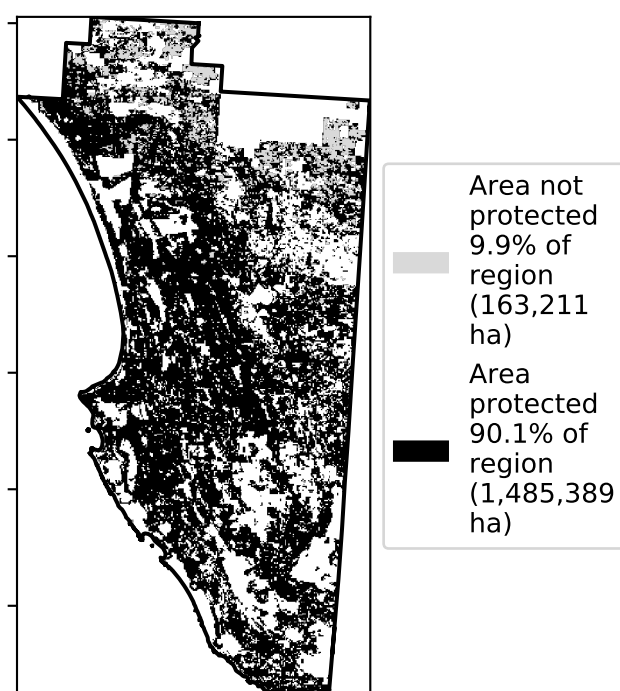 Area not
protected
9.9% of
region
(163,211
ha)
Area
protected
90.1% of
region
(1,485,389
ha)